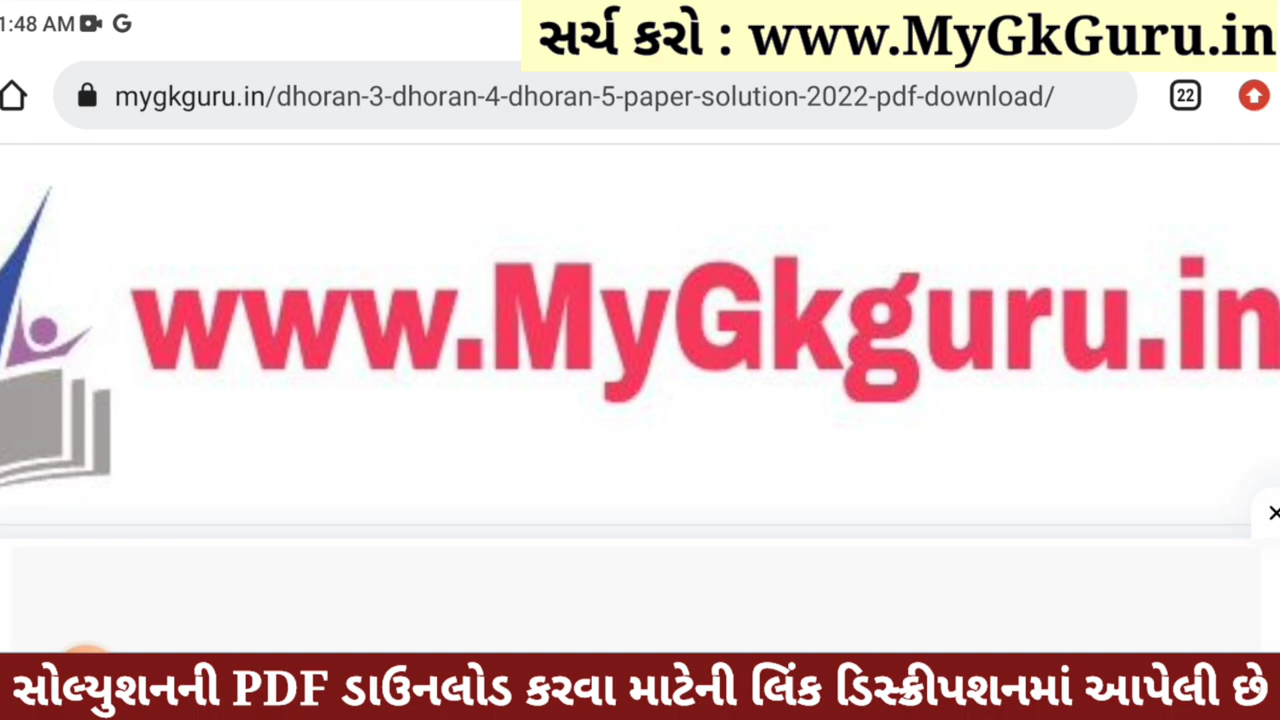 1:48 AM G
સર્ચ કરો : www.MyGkGuru.in
mygkguru.in/dhoran-3-dhoran-4-dhoran-5-paper-solution-2022-pdf-download/
22
www.MyGkguru.in
સોલ્યુશનની PDF ડાઉનલોડ કરવા માટેની લિંક ડિસ્ક્રીપશનમાં આપેલી છે